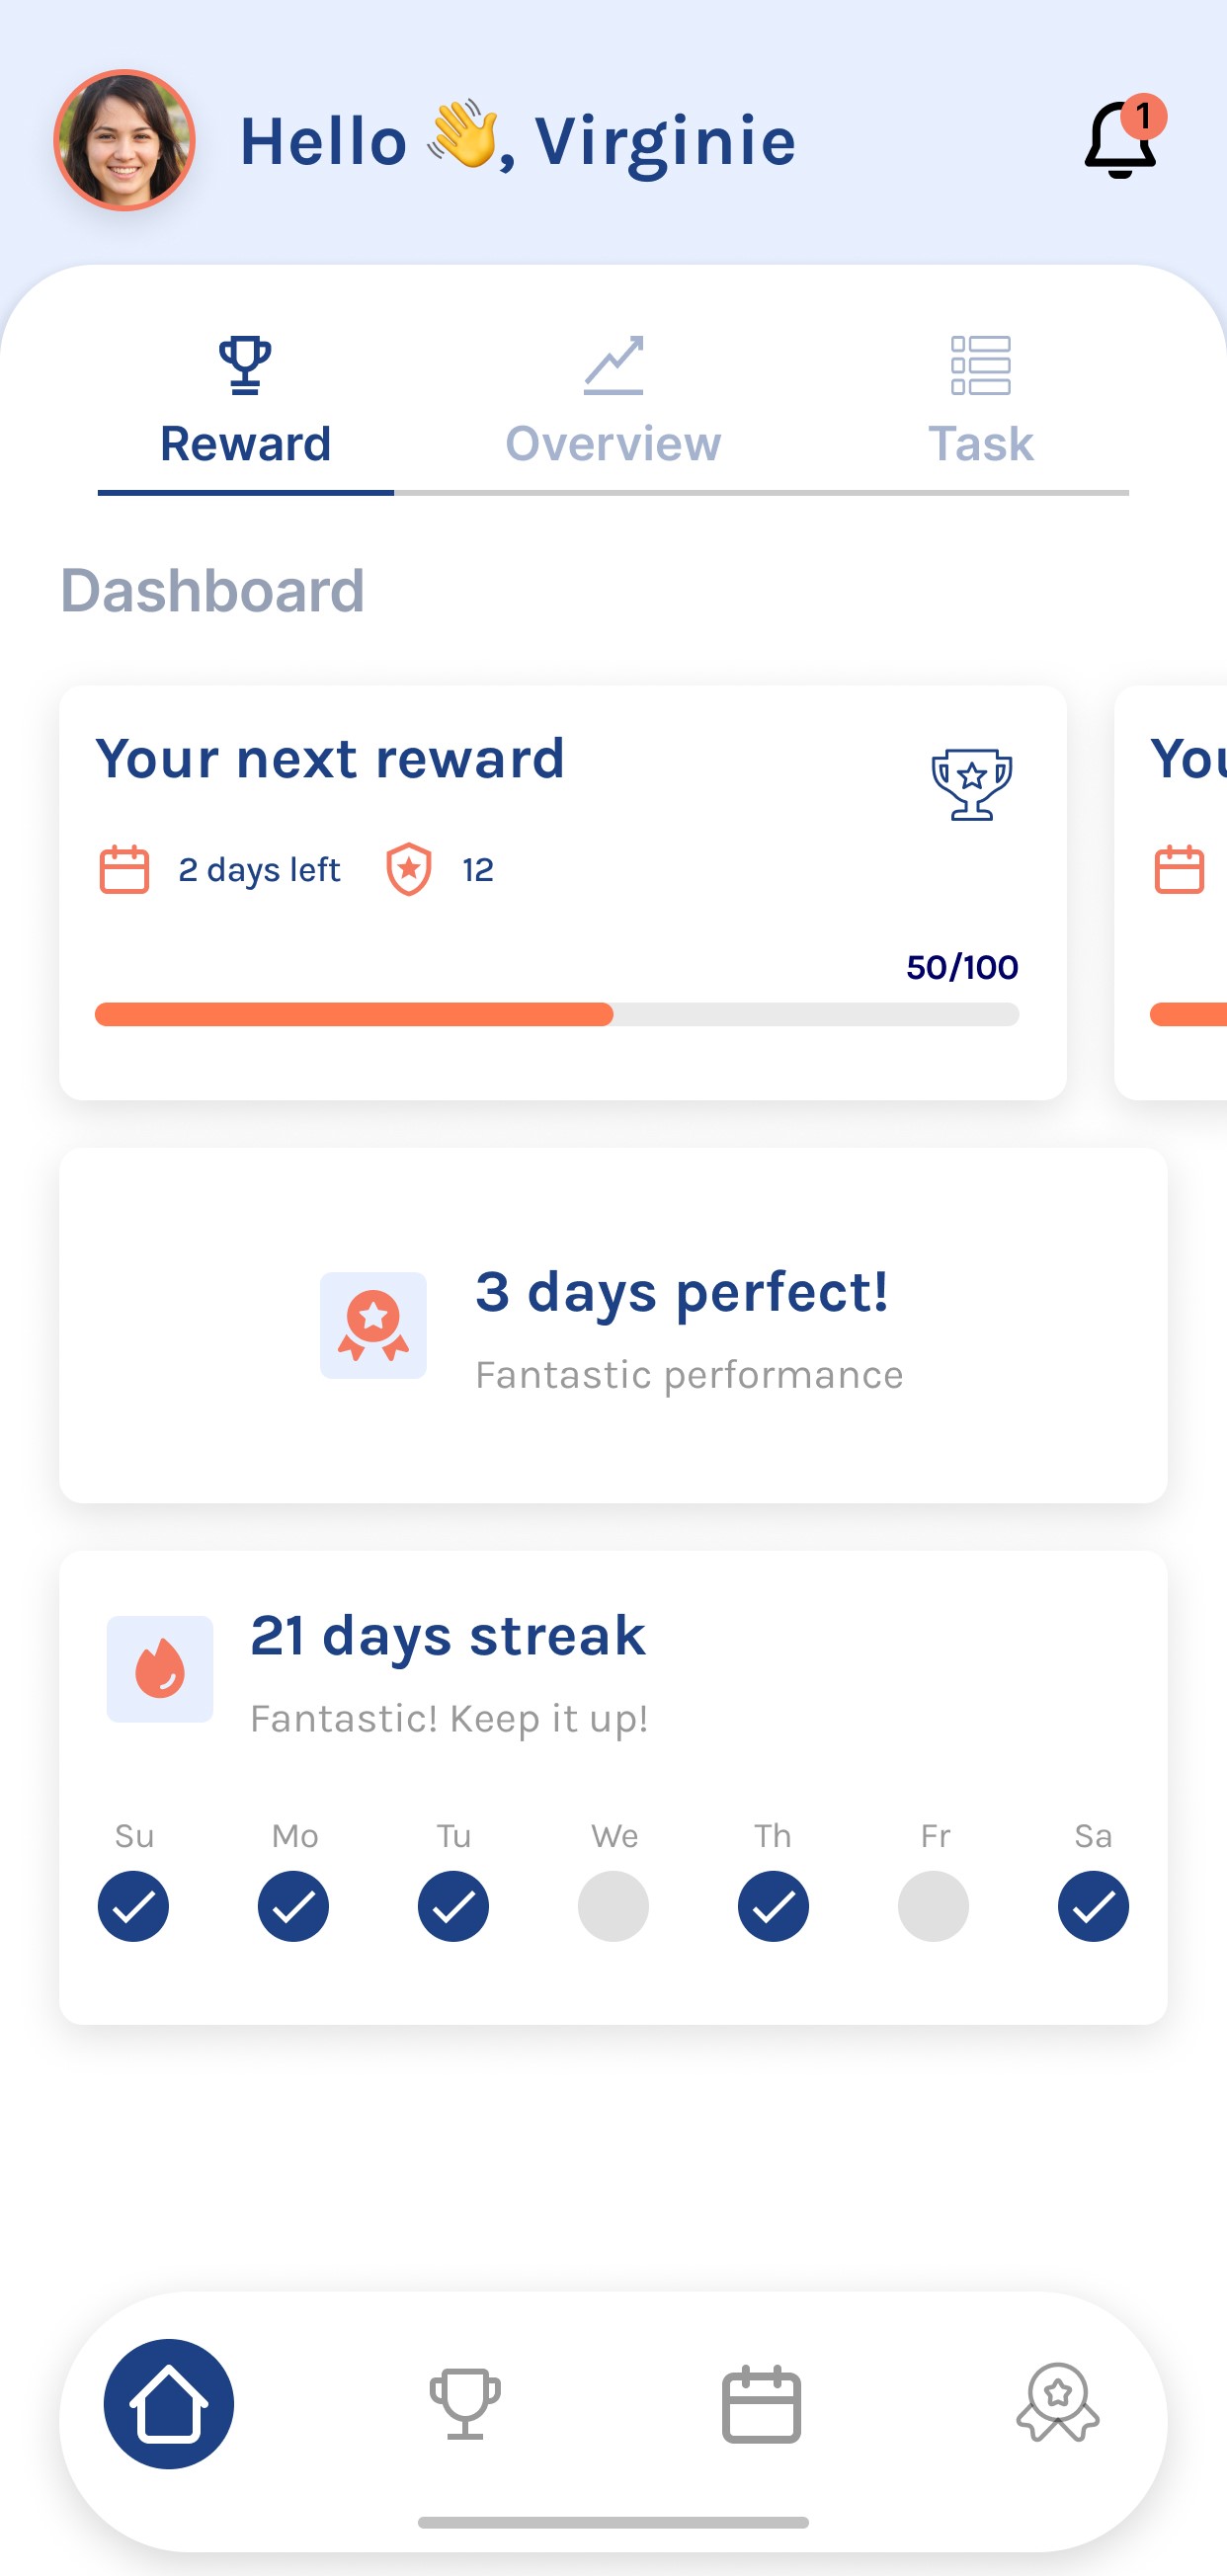 Hello 👋, Virginie
1
Reward
Overview
Task
Dashboard
Your next reward
2 days left
12
50/100
You
3 days perfect!
Fantastic performance
21 days streak
Fantastic! Keep it up!
Su Mo Tu We Th Fr Sa